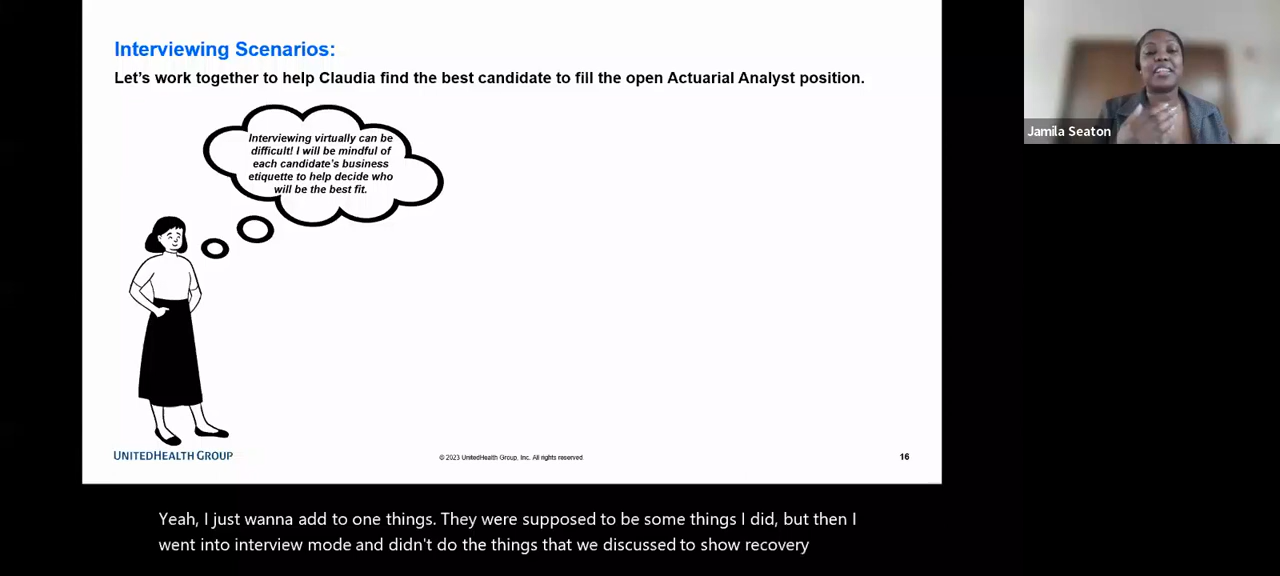 Interviewing Scenarios:
Let's work together to help Claudia find the best candidate to fill the open Actuarial Analyst position.
Interviewing virtually can be
difficult! I will be mindful of
each candidate's business
etiquette to help decide who
will be the best fit.
Jamila Seaton
UNITEDHEALTH GROUP
© 2023 UnitedHealth Group, Inc. All rights reserved.
16
Yeah, I just wanna add to one things. They were supposed to be some things I did, but then I
went into interview mode and didn't do the things that we discussed to show recovery